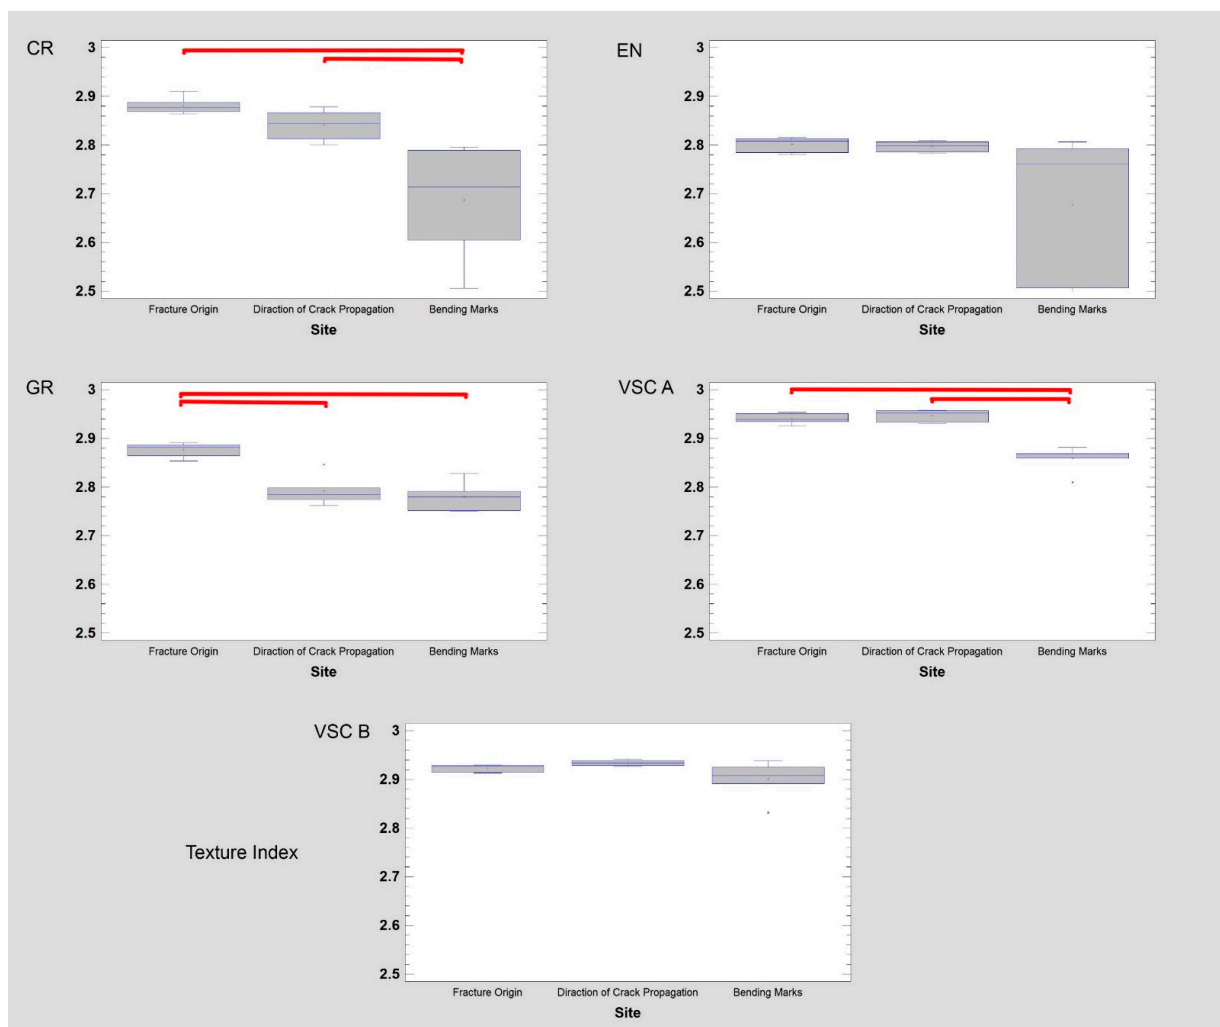 CR
3
2.9
2.8
2.7
2.6
2.5
Fracture Origin Diraction of Crack Propagation Bending Marks
Site
EN
3
2.9
2.8
2.7
2.6
2.5
Fracture Origin Diraction of Crack Propagation Bending Marks
Site
GR
3
2.9
2.8
2.7
2.6
2.5
Fracture Origin Diraction of Crack Propagation Bending Marks
Site
VSC A
3
2.9
2.8
2.7
2.6
2.5
Fracture Origin Diraction of Crack Propagation Bending Marks
Site
VSC B
3
2.9
2.8
2.7
2.6
2.5
Texture Index
Fracture Origin Diraction of Crack Propagation Bending Marks
Site